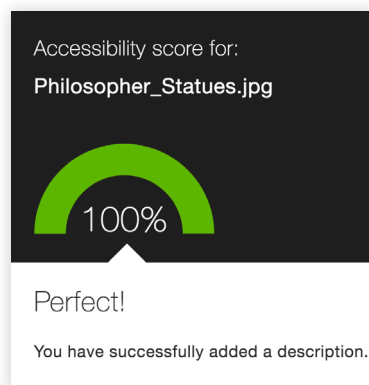 Accessibility score for:
Philosopher_Statues.jpg
100%
Perfect!
You have successfully added a description.